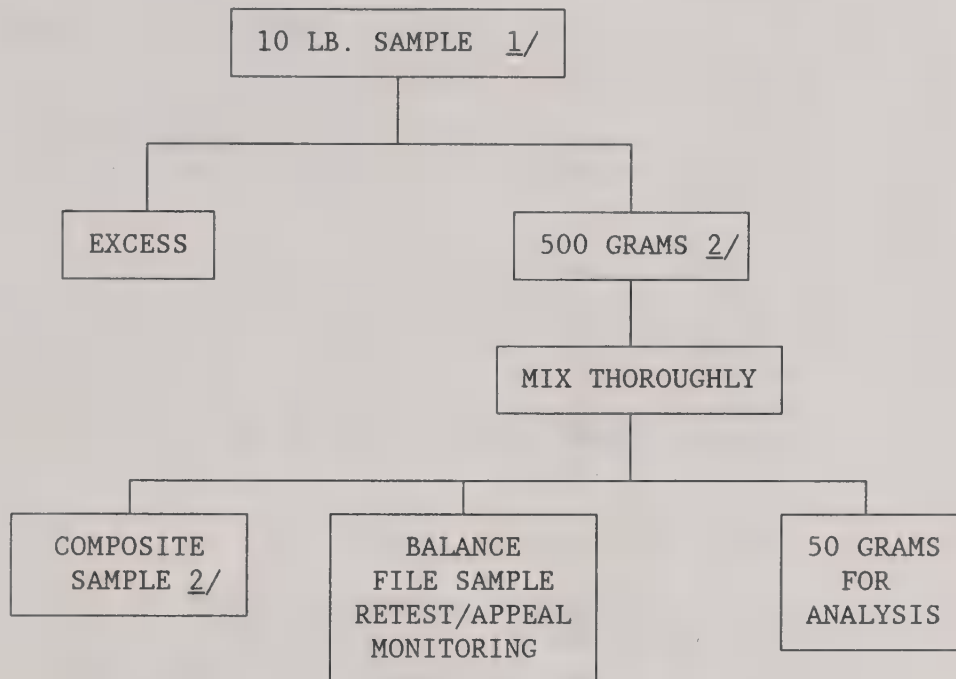 10 LB. SAMPLE 1/
EXCESS
500 GRAMS 2/
MIX THOROUGHLY
COMPOSITE
SAMPLE 2/
BALANCE
FILE SAMPLE
RETEST/APPEAL
MONITORING
50 GRAMS
FOR
ANALYSIS